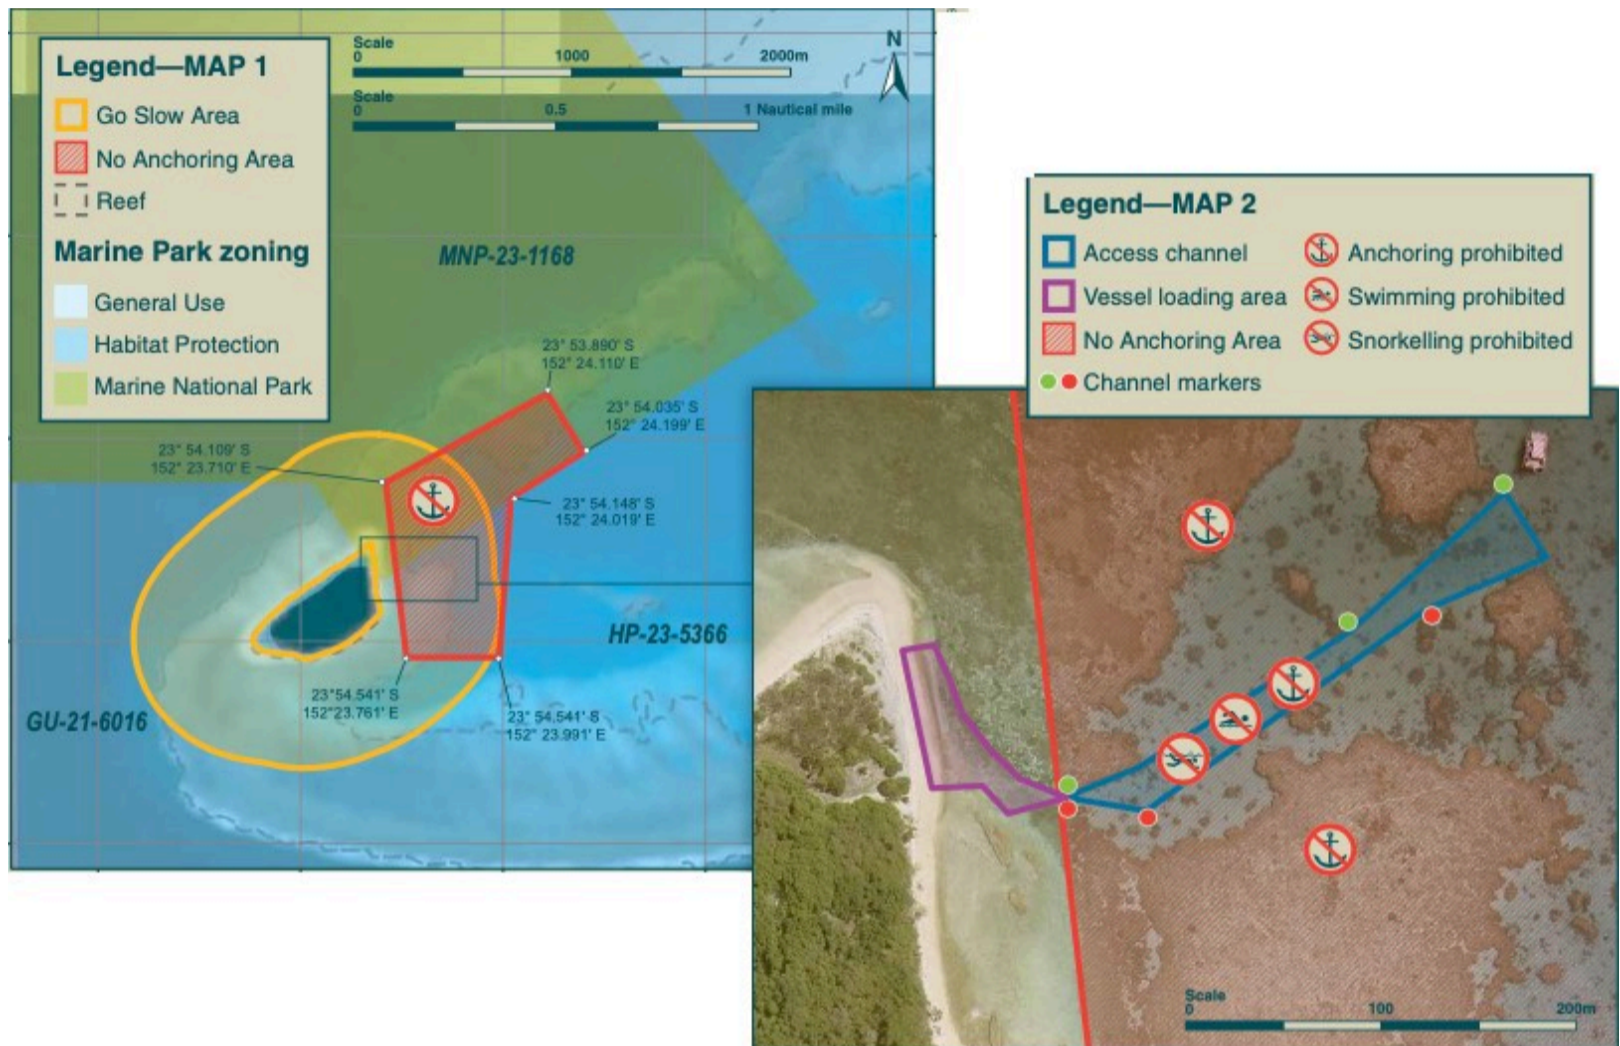 Legend—MAP 1
Go Slow Area
No Anchoring Area
Reef
Marine Park zoning
General Use
Habitat Protection
Marine National Park
Scale
0 1000 2000m
Scale
0 0.5 1 Nautical mile
N
MNP-23-1168
23° 53.890' S
152° 24.110' E
23° 54.035' S
152° 24.199' E
23° 54.109' S
152° 23.710' E
23° 54.148' S
152° 24.019' E
HP-23-5366
23°54.541' S
152°23.761' E
23° 54.541' S
152° 23.991' E
GU-21-6016
Legend—MAP 2
Access channel
Vessel loading area
No Anchoring Area
Channel markers
Anchoring prohibited
Swimming prohibited
Snorkelling prohibited
Scale
0 100 200m